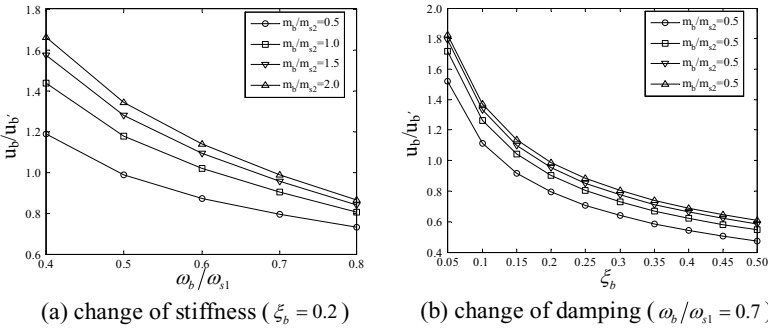 1.8
1.6
1.4
1.2
1.0
0.8
0.6
u_b/u_b′
0.4 0.5 0.6 0.7 0.8
ω_b/ω_s1
m_b/m_s2=0.5
m_b/m_s2=1.0
m_b/m_s2=1.5
m_b/m_s2=2.0
(a) change of stiffness (ξ_b = 0.2)
2.0
1.8
1.6
1.4
1.2
1.0
0.8
0.6
0.4
u_b/u_b′
0.05 0.1 0.15 0.2 0.25 0.3 0.35 0.4 0.45 0.50
ξ_b
m_b/m_s2=0.5
m_b/m_s2=0.5
m_b/m_s2=0.5
m_b/m_s2=0.5
(b) change of damping (ω_b/ω_s1 = 0.7)